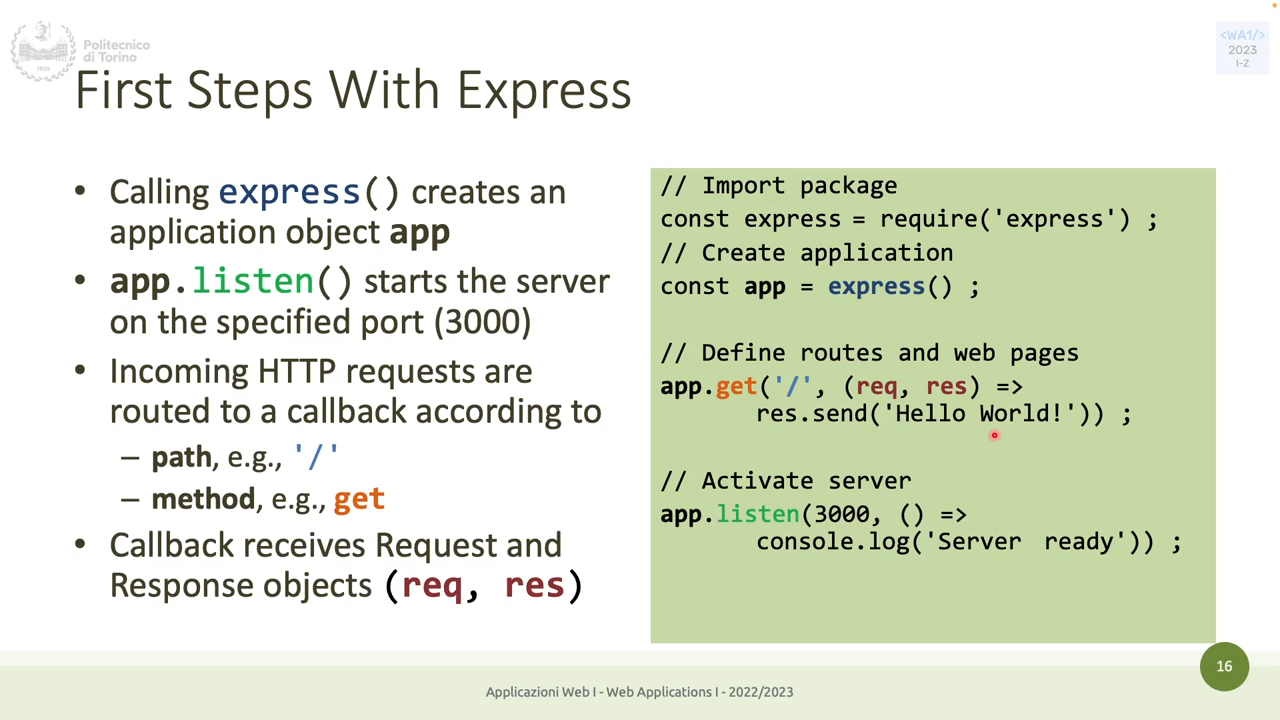 Politecnico
di Torino
1859
<WA1/>
2023
I-Z
First Steps With Express
• Calling express() creates an
application object app
• app.listen() starts the server
on the specified port (3000)
• Incoming HTTP requests are
routed to a callback according to
– path, e.g., '/'
– method, e.g., get
• Callback receives Request and
Response objects (req, res)
// Import package
const express = require('express') ;
// Create application
const app = express() ;
// Define routes and web pages
app.get('/', (req, res) =>
res.send('Hello World!')) ;
// Activate server
app.listen(3000, () =>
console.log('Server ready')) ;
16
Applicazioni Web I - Web Applications I - 2022/2023